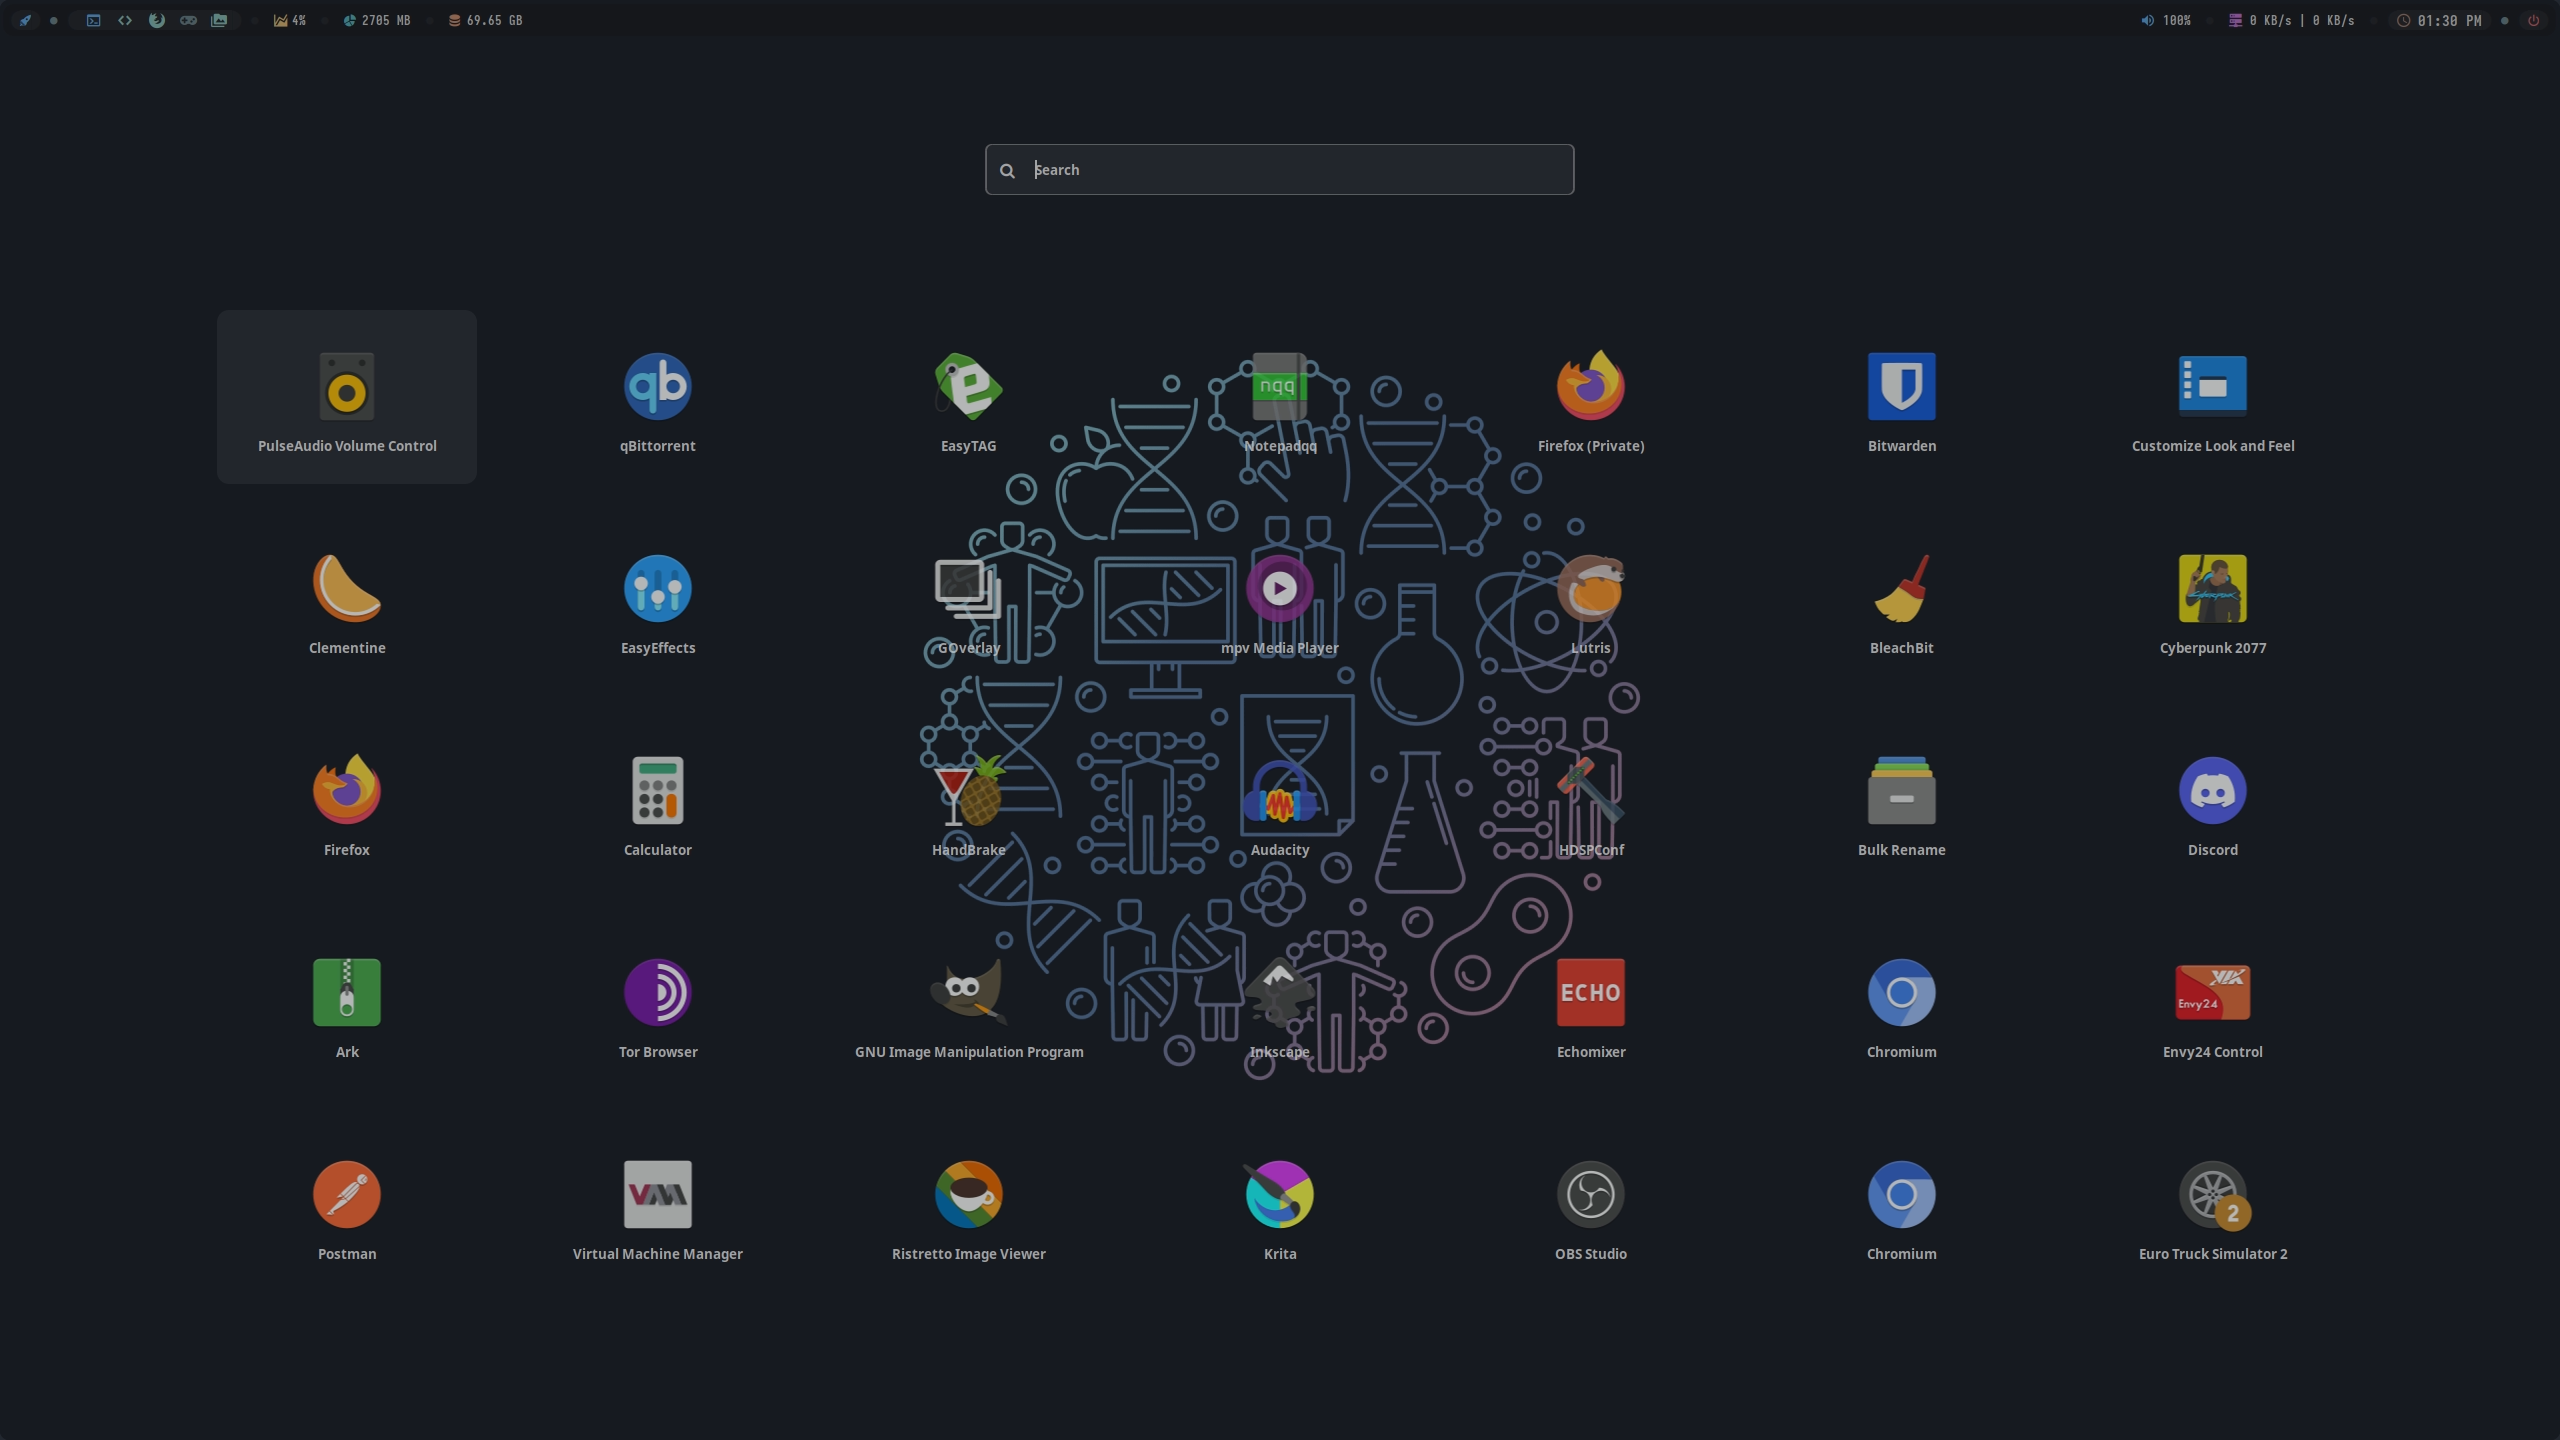 4%
2705 MB
69.65 GB
100%
0 KB/s | 0 KB/s
01:30 PM
Search
PulseAudio Volume Control
qb
qBittorrent
e
EasyTAG
nqq
Notepadqq
Firefox (Private)
Bitwarden
Customize Look and Feel
Clementine
EasyEffects
GOverlay
mpv Media Player
Lutris
BleachBit
Cyberpunk 2077
Firefox
Calculator
HandBrake
Audacity
HDSPConf
Bulk Rename
Discord
Ark
Tor Browser
GNU Image Manipulation Program
Inkscape
ECHO
Echomixer
Chromium
VIA
Envy24
Envy24 Control
Postman
VM
Virtual Machine Manager
Ristretto Image Viewer
Krita
OBS Studio
Chromium
2
Euro Truck Simulator 2